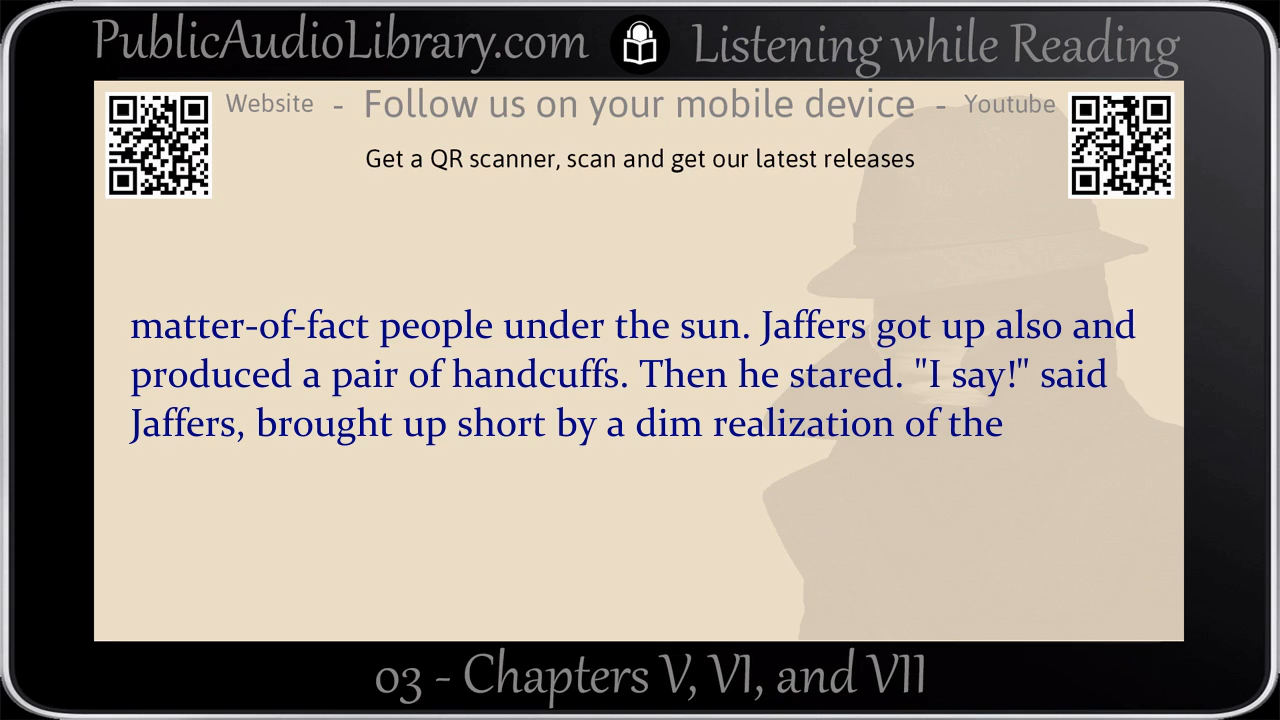 PublicAudioLibrary.com Listening while Reading
Website - Follow us on your mobile device - Youtube
Get a QR scanner, scan and get our latest releases
matter-of-fact people under the sun. Jaffers got up also and
produced a pair of handcuffs. Then he stared. "I say!" said
Jaffers, brought up short by a dim realization of the
03 - Chapters V, VI, and VII